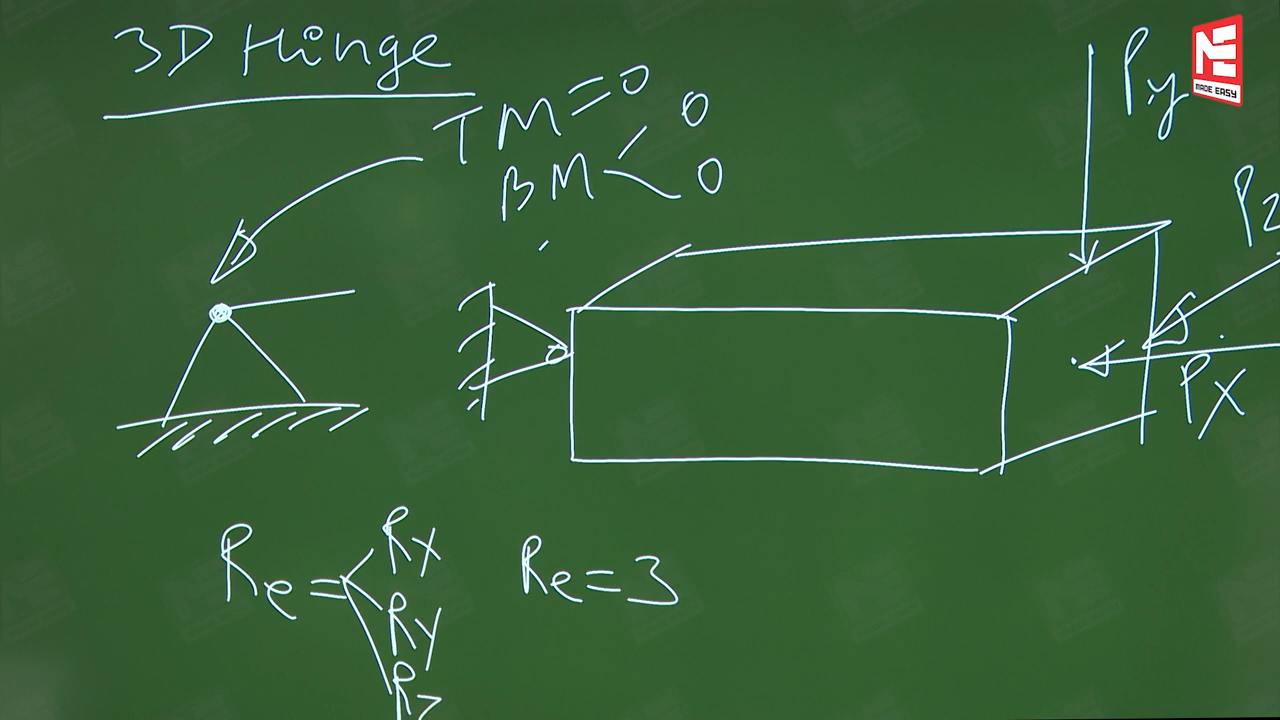 3D Hinge
TM=0
BM< 0
0
Py
MADE EASY
Pz
Px
Re= Rx
Ry
Rz
Re=3